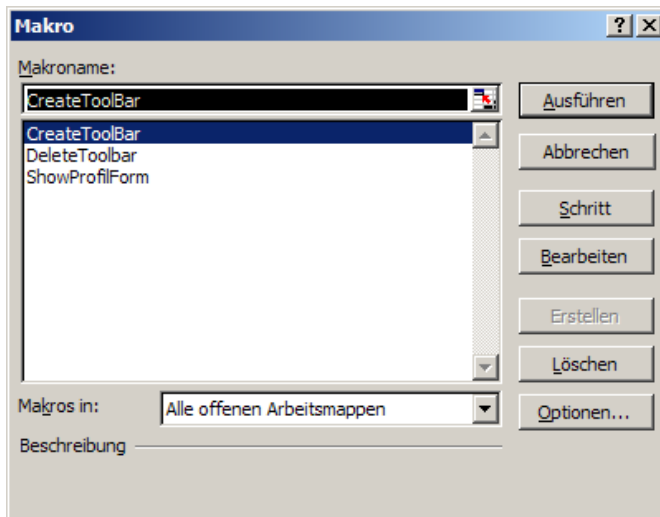 Makro
Makroname:
CreateToolBar
Ausführen
CreateToolBar
DeleteToolbar
ShowProfilForm
Abbrechen
Schritt
Bearbeiten
Erstellen
Löschen
Makros in:
Alle offenen Arbeitsmappen
Optionen...
Beschreibung